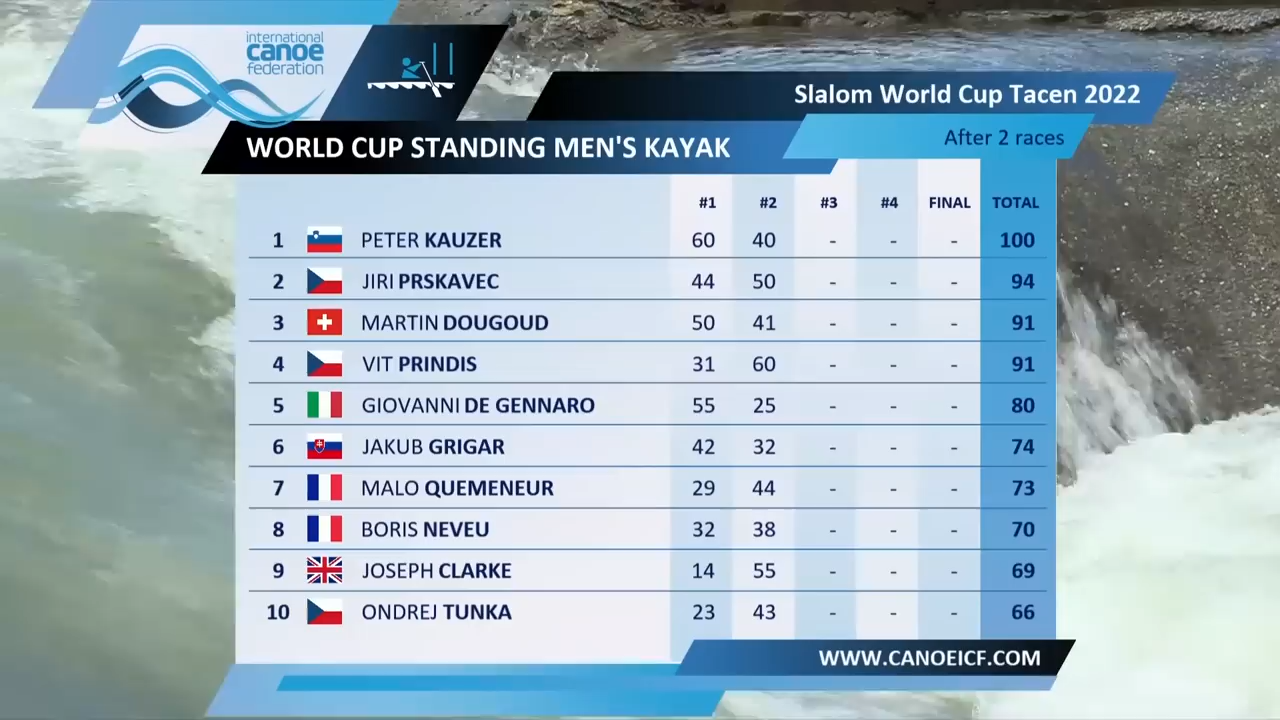 international
canoe
federation
Slalom World Cup Tacen 2022
WORLD CUP STANDING MEN'S KAYAK
After 2 races
#1 #2 #3 #4 FINAL TOTAL
1 PETER KAUZER 60 40 - - - 100
2 JIRI PRSKAVEC 44 50 - - - 94
3 MARTIN DOUGOUD 50 41 - - - 91
4 VIT PRINDIS 31 60 - - - 91
5 GIOVANNI DE GENNARO 55 25 - - - 80
6 JAKUB GRIGAR 42 32 - - - 74
7 MALO QUEMENEUR 29 44 - - - 73
8 BORIS NEVEU 32 38 - - - 70
9 JOSEPH CLARKE 14 55 - - - 69
10 ONDREJ TUNKA 23 43 - - - 66
WWW.CANOEICF.COM